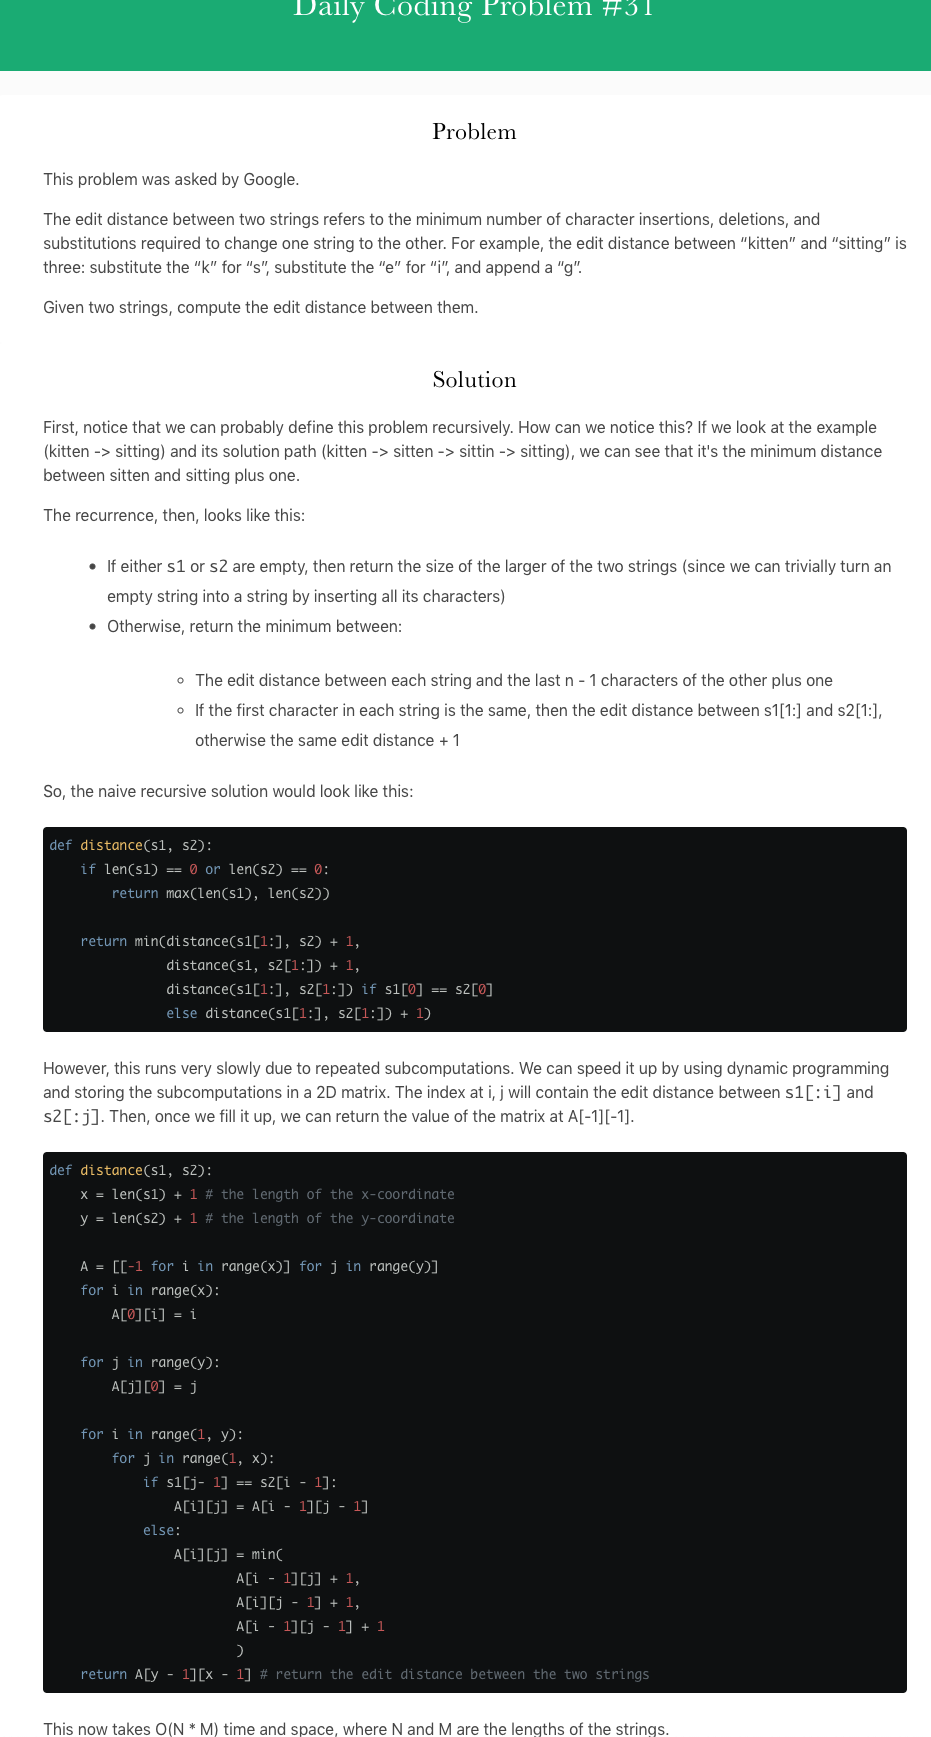 Daily Coding Problem #31
Problem
This problem was asked by Google.
The edit distance between two strings refers to the minimum number of character insertions, deletions, and
substitutions required to change one string to the other. For example, the edit distance between “kitten” and “sitting” is
three: substitute the “k” for “s”, substitute the “e” for “i”, and append a “g”.
Given two strings, compute the edit distance between them.
Solution
First, notice that we can probably define this problem recursively. How can we notice this? If we look at the example
(kitten -> sitting) and its solution path (kitten -> sitten -> sittin -> sitting), we can see that it's the minimum distance
between sitten and sitting plus one.
The recurrence, then, looks like this:
• If either s1 or s2 are empty, then return the size of the larger of the two strings (since we can trivially turn an
empty string into a string by inserting all its characters)
• Otherwise, return the minimum between:
◦ The edit distance between each string and the last n - 1 characters of the other plus one
◦ If the first character in each string is the same, then the edit distance between s1[1:] and s2[1:],
otherwise the same edit distance + 1
So, the naive recursive solution would look like this:
def distance(s1, s2):
    if len(s1) == 0 or len(s2) == 0:
        return max(len(s1), len(s2))
    return min(distance(s1[1:], s2) + 1,
               distance(s1, s2[1:]) + 1,
               distance(s1[1:], s2[1:]) if s1[0] == s2[0]
               else distance(s1[1:], s2[1:]) + 1)
However, this runs very slowly due to repeated subcomputations. We can speed it up by using dynamic programming
and storing the subcomputations in a 2D matrix. The index at i, j will contain the edit distance between s1[:i] and
s2[:j]. Then, once we fill it up, we can return the value of the matrix at A[-1][-1].
def distance(s1, s2):
    x = len(s1) + 1 # the length of the x-coordinate
    y = len(s2) + 1 # the length of the y-coordinate
    A = [[-1 for i in range(x)] for j in range(y)]
    for i in range(x):
        A[0][i] = i
    for j in range(y):
        A[j][0] = j
    for i in range(1, y):
        for j in range(1, x):
            if s1[j- 1] == s2[i - 1]:
                A[i][j] = A[i - 1][j - 1]
            else:
                A[i][j] = min(
                        A[i - 1][j] + 1,
                        A[i][j - 1] + 1,
                        A[i - 1][j - 1] + 1
                        )
    return A[y - 1][x - 1] # return the edit distance between the two strings
This now takes O(N * M) time and space, where N and M are the lengths of the strings.